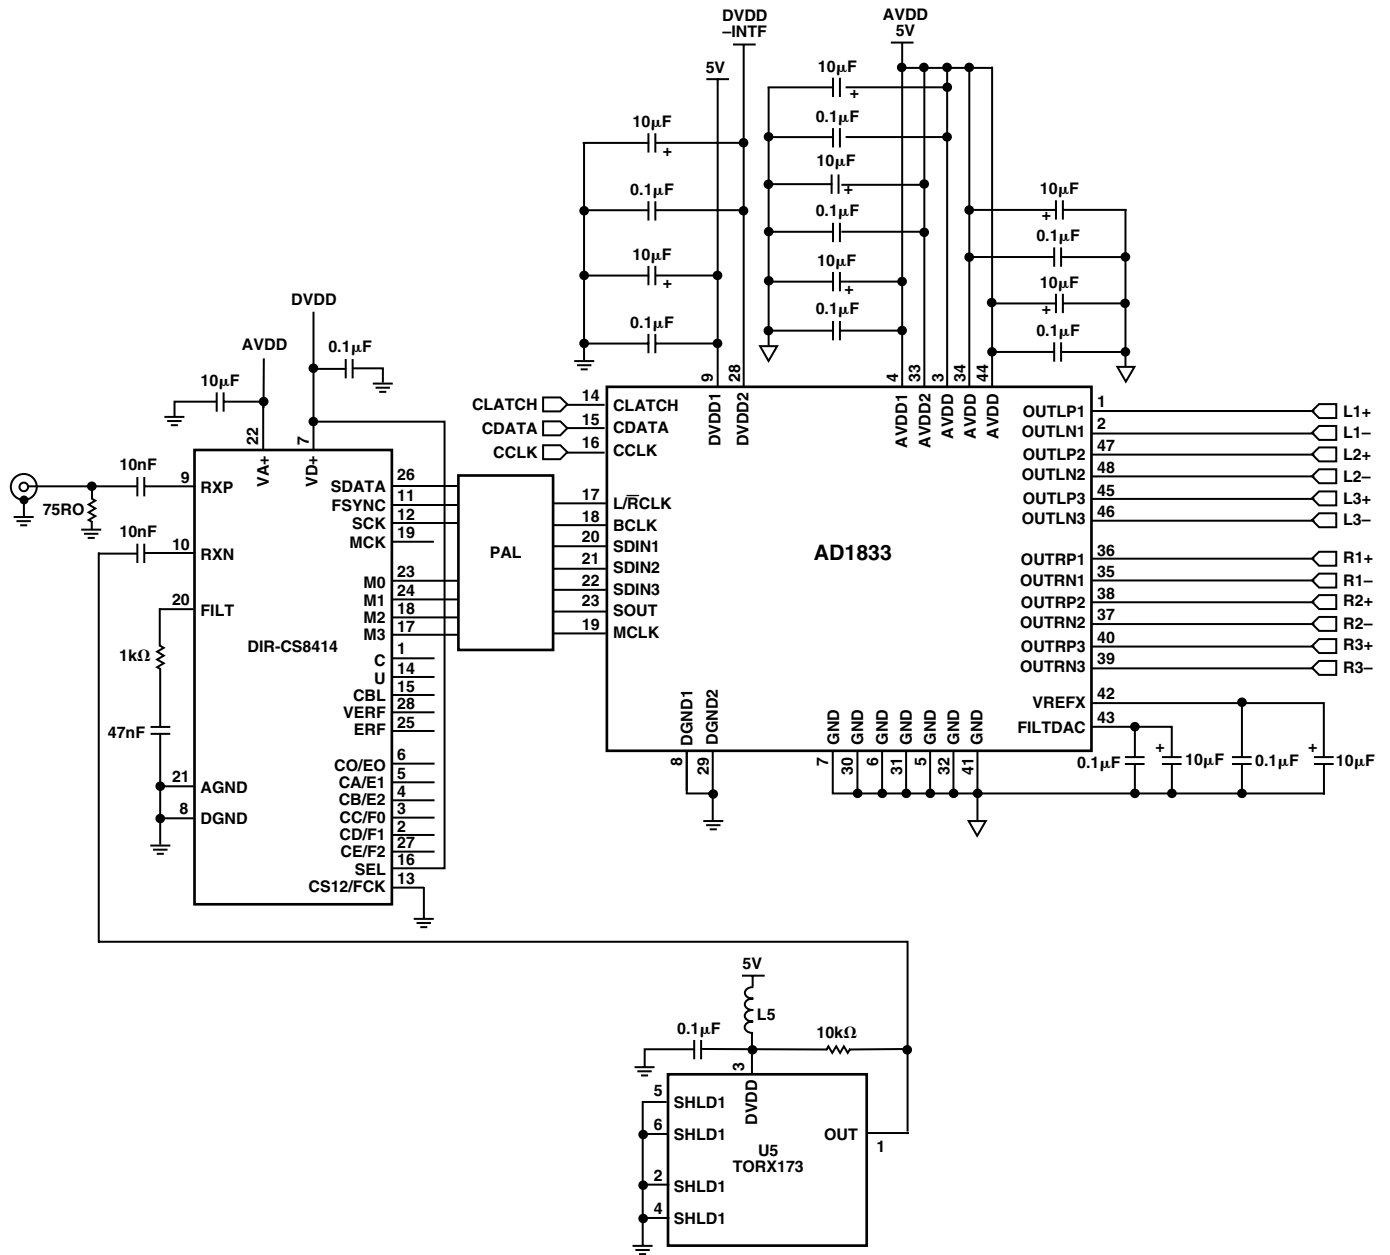 DVDD
–INTF
AVDD
5V
5V
10μF
0.1μF
10μF
0.1μF
10μF
0.1μF
10μF
0.1μF
10μF
0.1μF
10μF
0.1μF
10μF
0.1μF
DVDD
AVDD
0.1μF
10μF
22
7
VA+
VD+
10nF
75RO
10nF
9
RXP
10
RXN
20
FILT
1kΩ
47nF
21
AGND
8
DGND
DIR-CS8414
SDATA 26
FSYNC 11
SCK 12
MCK 19
M0 23
M1 24
M2 18
M3 17
C 1
U 14
CBL 15
VERF 28
ERF 25
CO/EO 6
CA/E1 5
CB/E2 4
CC/F0 3
CD/F1 2
CE/F2 27
SEL 16
CS12/FCK 13
PAL
CLATCH 14 CLATCH
CDATA 15 CDATA
CCLK 16 CCLK
17 L/R̅CLK
18 BCLK
20 SDIN1
21 SDIN2
22 SDIN3
23 SOUT
19 MCLK
9 DVDD1
28 DVDD2
4 AVDD1
33 AVDD2
3 AVDD
34 AVDD
44 AVDD
AD1833
OUTLP1 1 L1+
OUTLN1 2 L1–
OUTLP2 47 L2+
OUTLN2 48 L2–
OUTLP3 45 L3+
OUTLN3 46 L3–
OUTRP1 36 R1+
OUTRN1 35 R1–
OUTRP2 38 R2+
OUTRN2 37 R2–
OUTRP3 40 R3+
OUTRN3 39 R3–
VREFX 42
FILTDAC 43
0.1μF
+ 10μF
0.1μF
+ 10μF
DGND1 8
DGND2 29
GND 7
GND 30
GND 6
GND 31
GND 5
GND 32
GND 41
5V
L5
0.1μF
10kΩ
3
DVDD
5 SHLD1
6 SHLD1
2 SHLD1
4 SHLD1
OUT 1
U5
TORX173